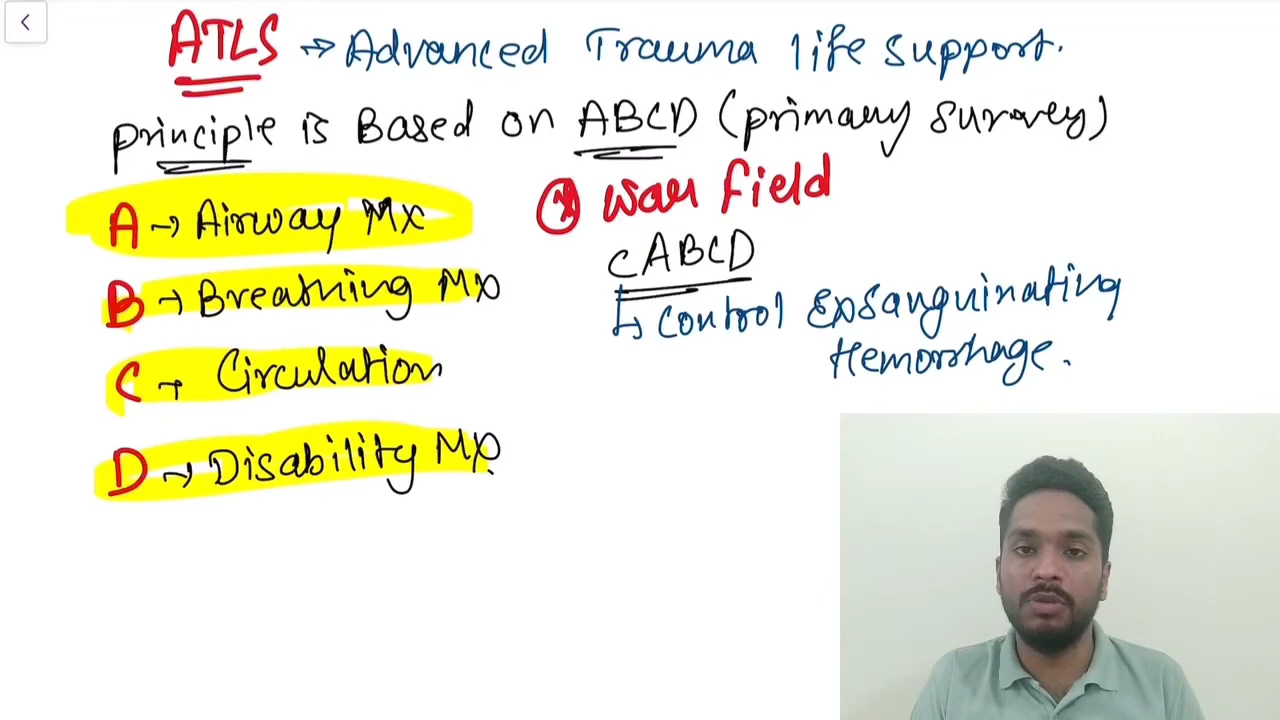 ATLS → Advanced Trauma life support.
principle is Based on ABCD (primary survey)
A → Airway Mx
B → Breathing Mx
C → Circulation
D → Disability Mx
* War field
cABCD
↳ control Exsanguinating
Hemorrhage.